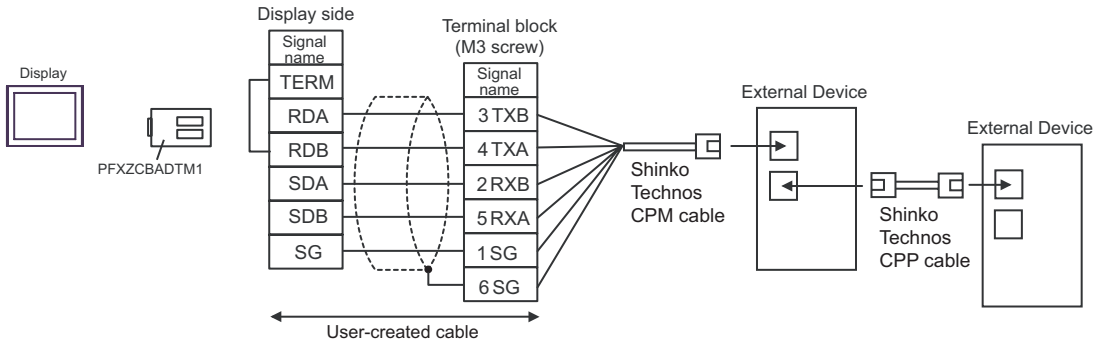 Display
PFXZCBADTM1
Display side
Signal
name
TERM
RDA
RDB
SDA
SDB
SG
Terminal block
(M3 screw)
Signal
name
3 TXB
4 TXA
2 RXB
5 RXA
1 SG
6 SG
User-created cable
Shinko
Technos
CPM cable
External Device
Shinko
Technos
CPP cable
External Device